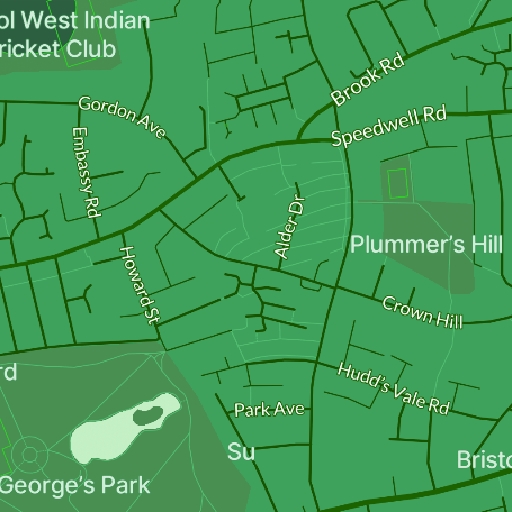 ol West Indian
ricket Club
Brook Rd
Gordon Ave
Speedwell Rd
Embassy Rd
Alder Dr
Plummer's Hill
Howard St
Crown Hill
rd
Hudd's Vale Rd
Park Ave
Su
Bristo
George's Park